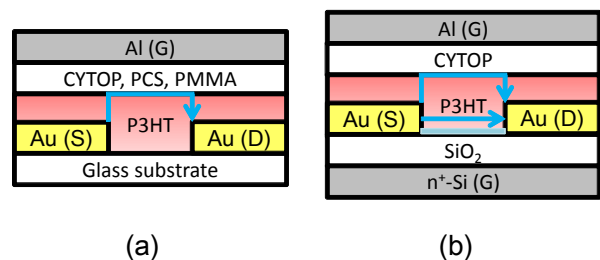 Al (G)
CYTOP, PCS, PMMA
P3HT
Au (S) Au (D)
Glass substrate
(a)
Al (G)
CYTOP
P3HT
Au (S) Au (D)
SiO₂
n⁺-Si (G)
(b)